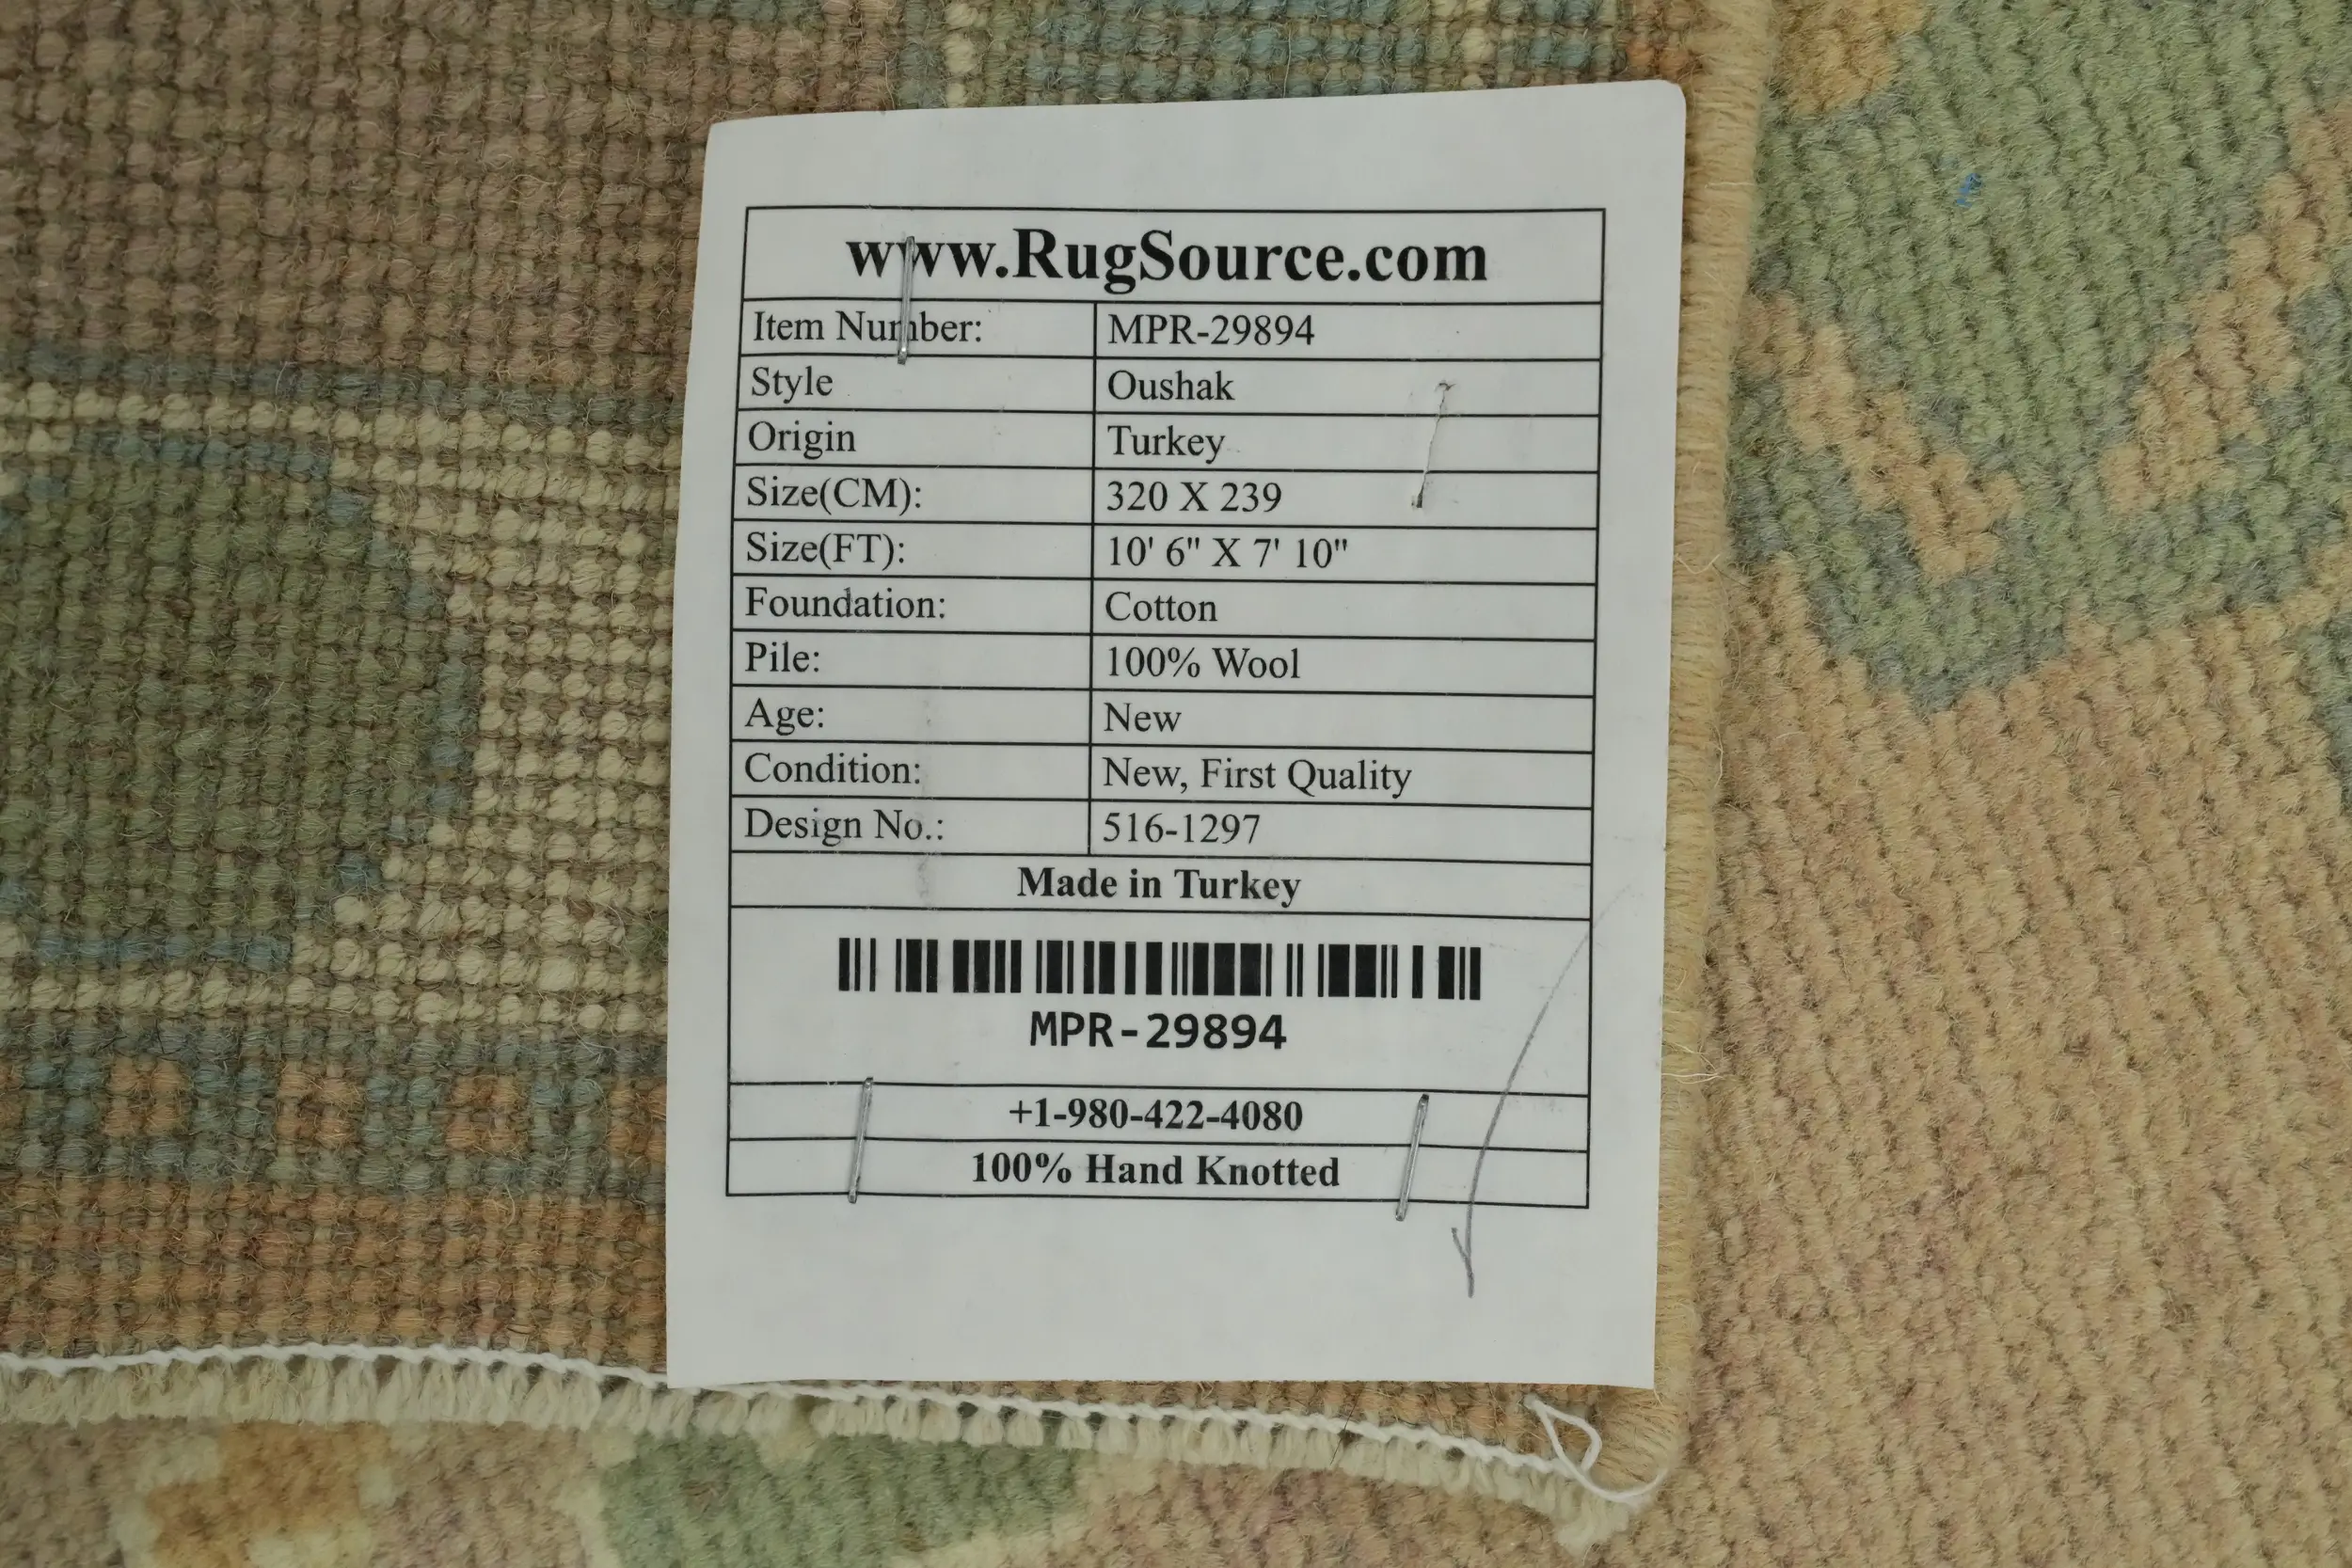 www.RugSource.com
Item Number: MPR-29894
Style Oushak
Origin Turkey
Size(CM): 320 X 239
Size(FT): 10' 6" X 7' 10"
Foundation: Cotton
Pile: 100% Wool
Age: New
Condition: New, First Quality
Design No.: 516-1297
Made in Turkey
MPR-29894
+1-980-422-4080
100% Hand Knotted